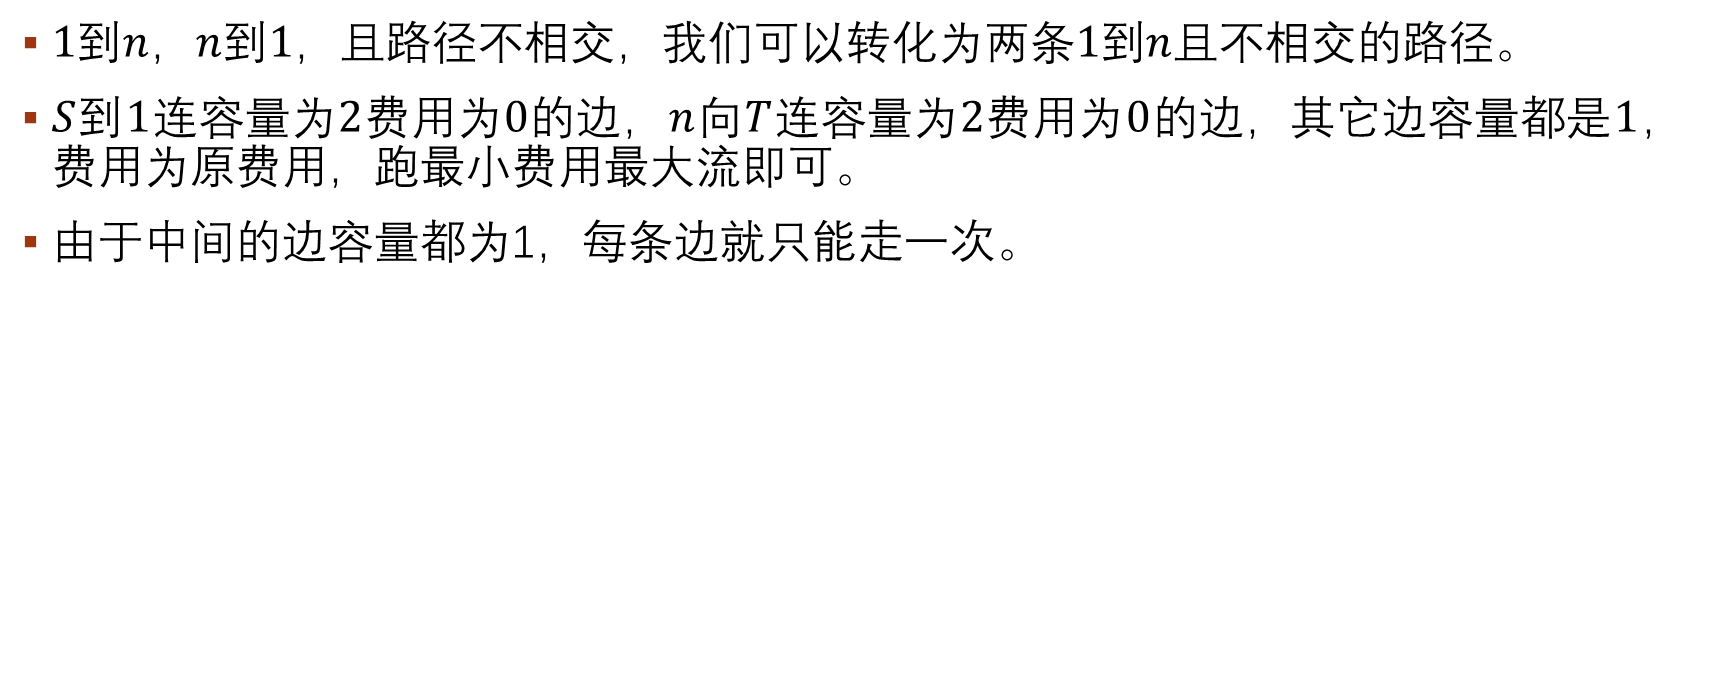 ▪ 1到n，n到1，且路径不相交，我们可以转化为两条1到n且不相交的路径。
▪ S到1连容量为2费用为0的边，n向T连容量为2费用为0的边，其它边容量都是1，
费用为原费用，跑最小费用最大流即可。
▪ 由于中间的边容量都为1，每条边就只能走一次。